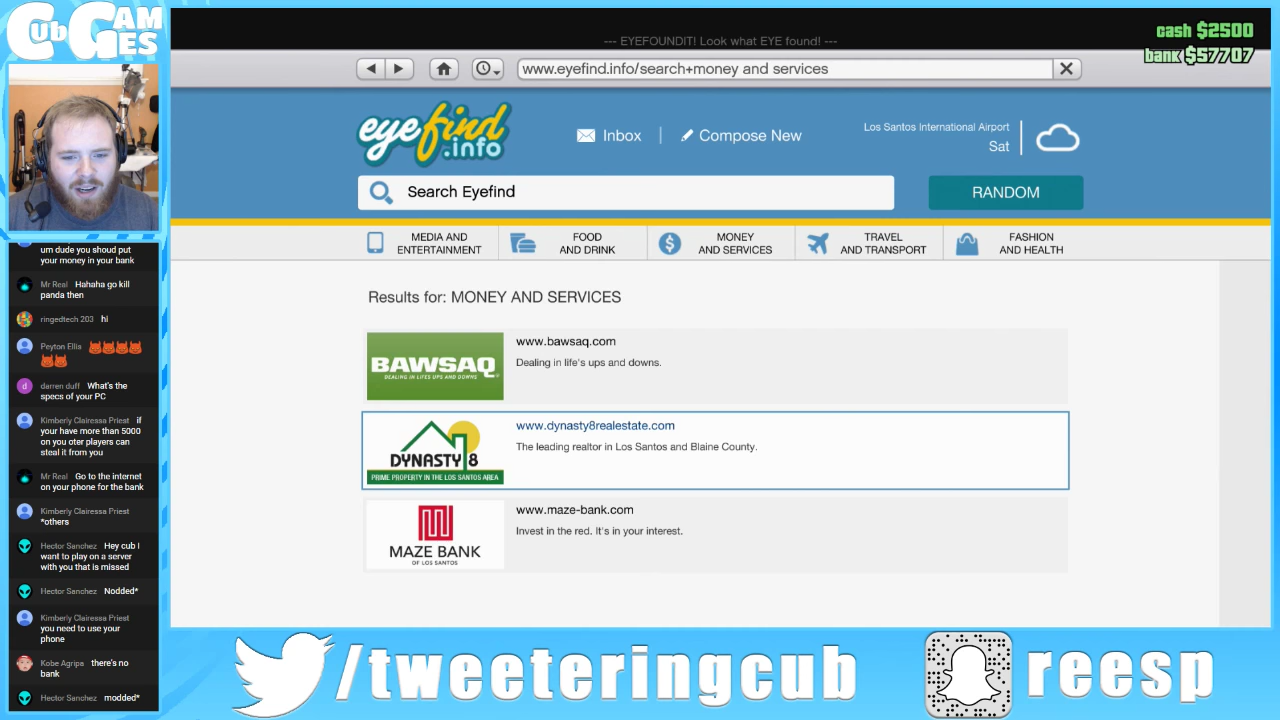 CUb GAMES
--- EYEFOUNDIT! Look what EYE found! ---
cash $2500
bank $57707
www.eyefind.info/search+money and services
eyefind
.info
Inbox
Compose New
Los Santos International Airport
Sat
Search Eyefind
RANDOM
MEDIA AND
ENTERTAINMENT
FOOD
AND DRINK
MONEY
AND SERVICES
TRAVEL
AND TRANSPORT
FASHION
AND HEALTH
Results for: MONEY AND SERVICES
BAWSAQ
DEALING IN LIFE'S UPS AND DOWNS
www.bawsaq.com
Dealing in life's ups and downs.
DYNASTY 8
PRIME PROPERTY IN THE LOS SANTOS AREA
www.dynasty8realestate.com
The leading realtor in Los Santos and Blaine County.
MAZE BANK
OF LOS SANTOS
www.maze-bank.com
Invest in the red. It's in your interest.
um dude you shoud put
your money in your bank
Mr Real Hahaha go kill
panda then
ringedtech 203 hi
Peyton Ellia
darren duff What's the
specs of your PC
Kimberly Clairessa Priest if
your have more than 5000
on you oter players can
steal it from you
Mr Real Go to the internet
on your phone for the bank
Kimberly Clairessa Priest
*others
Hector Sanchez Hey cub I
want to play on a server
with you that is missed
Hector Sanchez Nodded*
Kimberly Clairessa Priest
you need to use your
phone
Kobe Agripa there's no
bank
Hector Sanchez modded*
/tweeteringcub
reesp